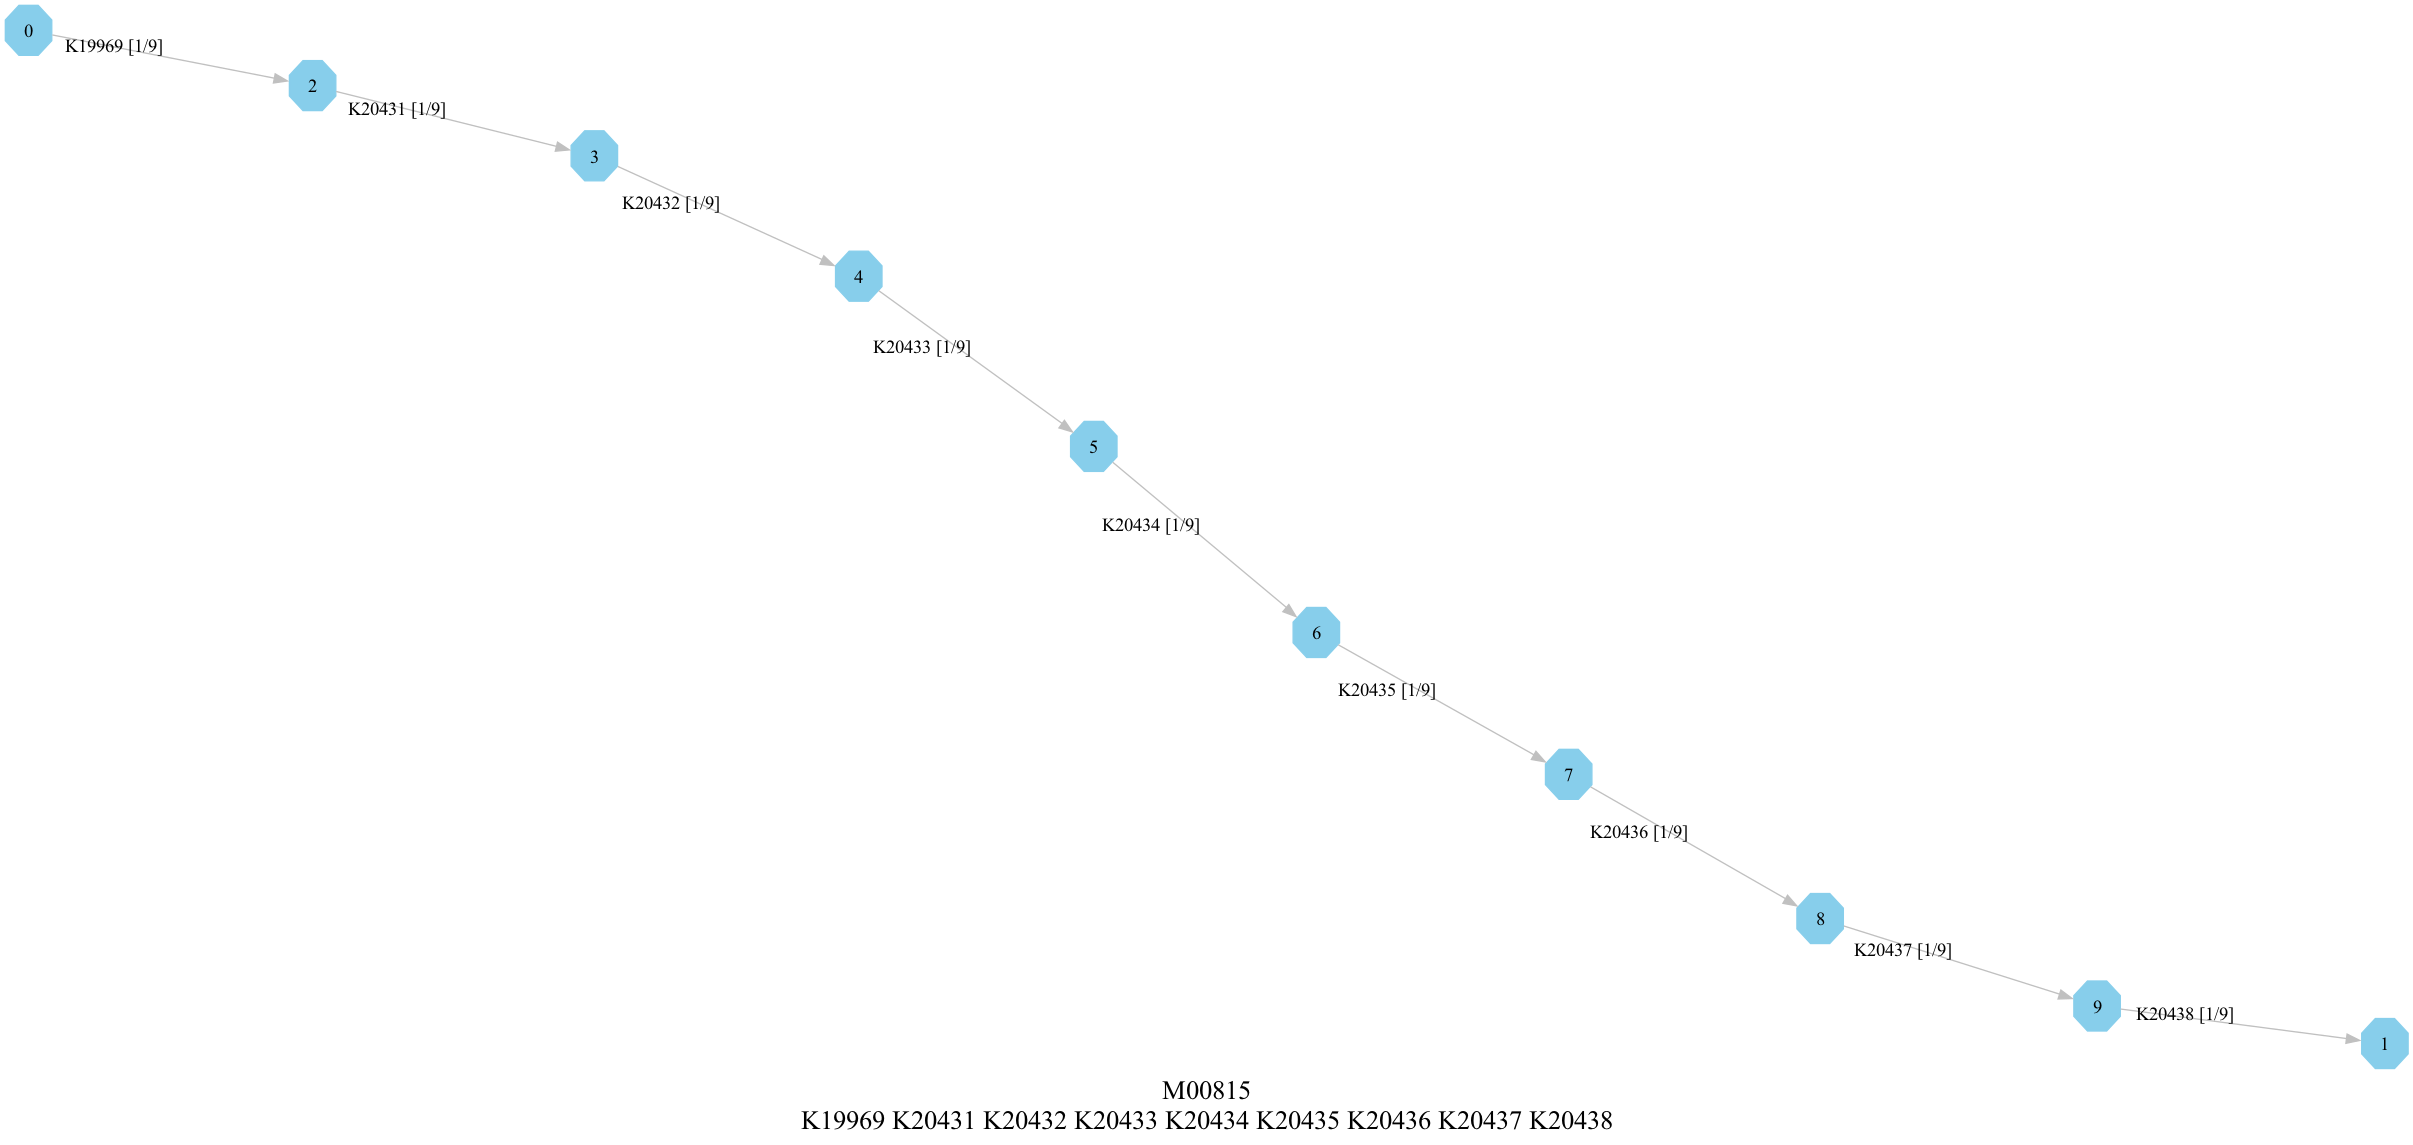 0
K19969 [1/9]
2
K20431 [1/9]
3
K20432 [1/9]
4
K20433 [1/9]
5
K20434 [1/9]
6
K20435 [1/9]
7
K20436 [1/9]
8
K20437 [1/9]
9
K20438 [1/9]
1
M00815
K19969 K20431 K20432 K20433 K20434 K20435 K20436 K20437 K20438